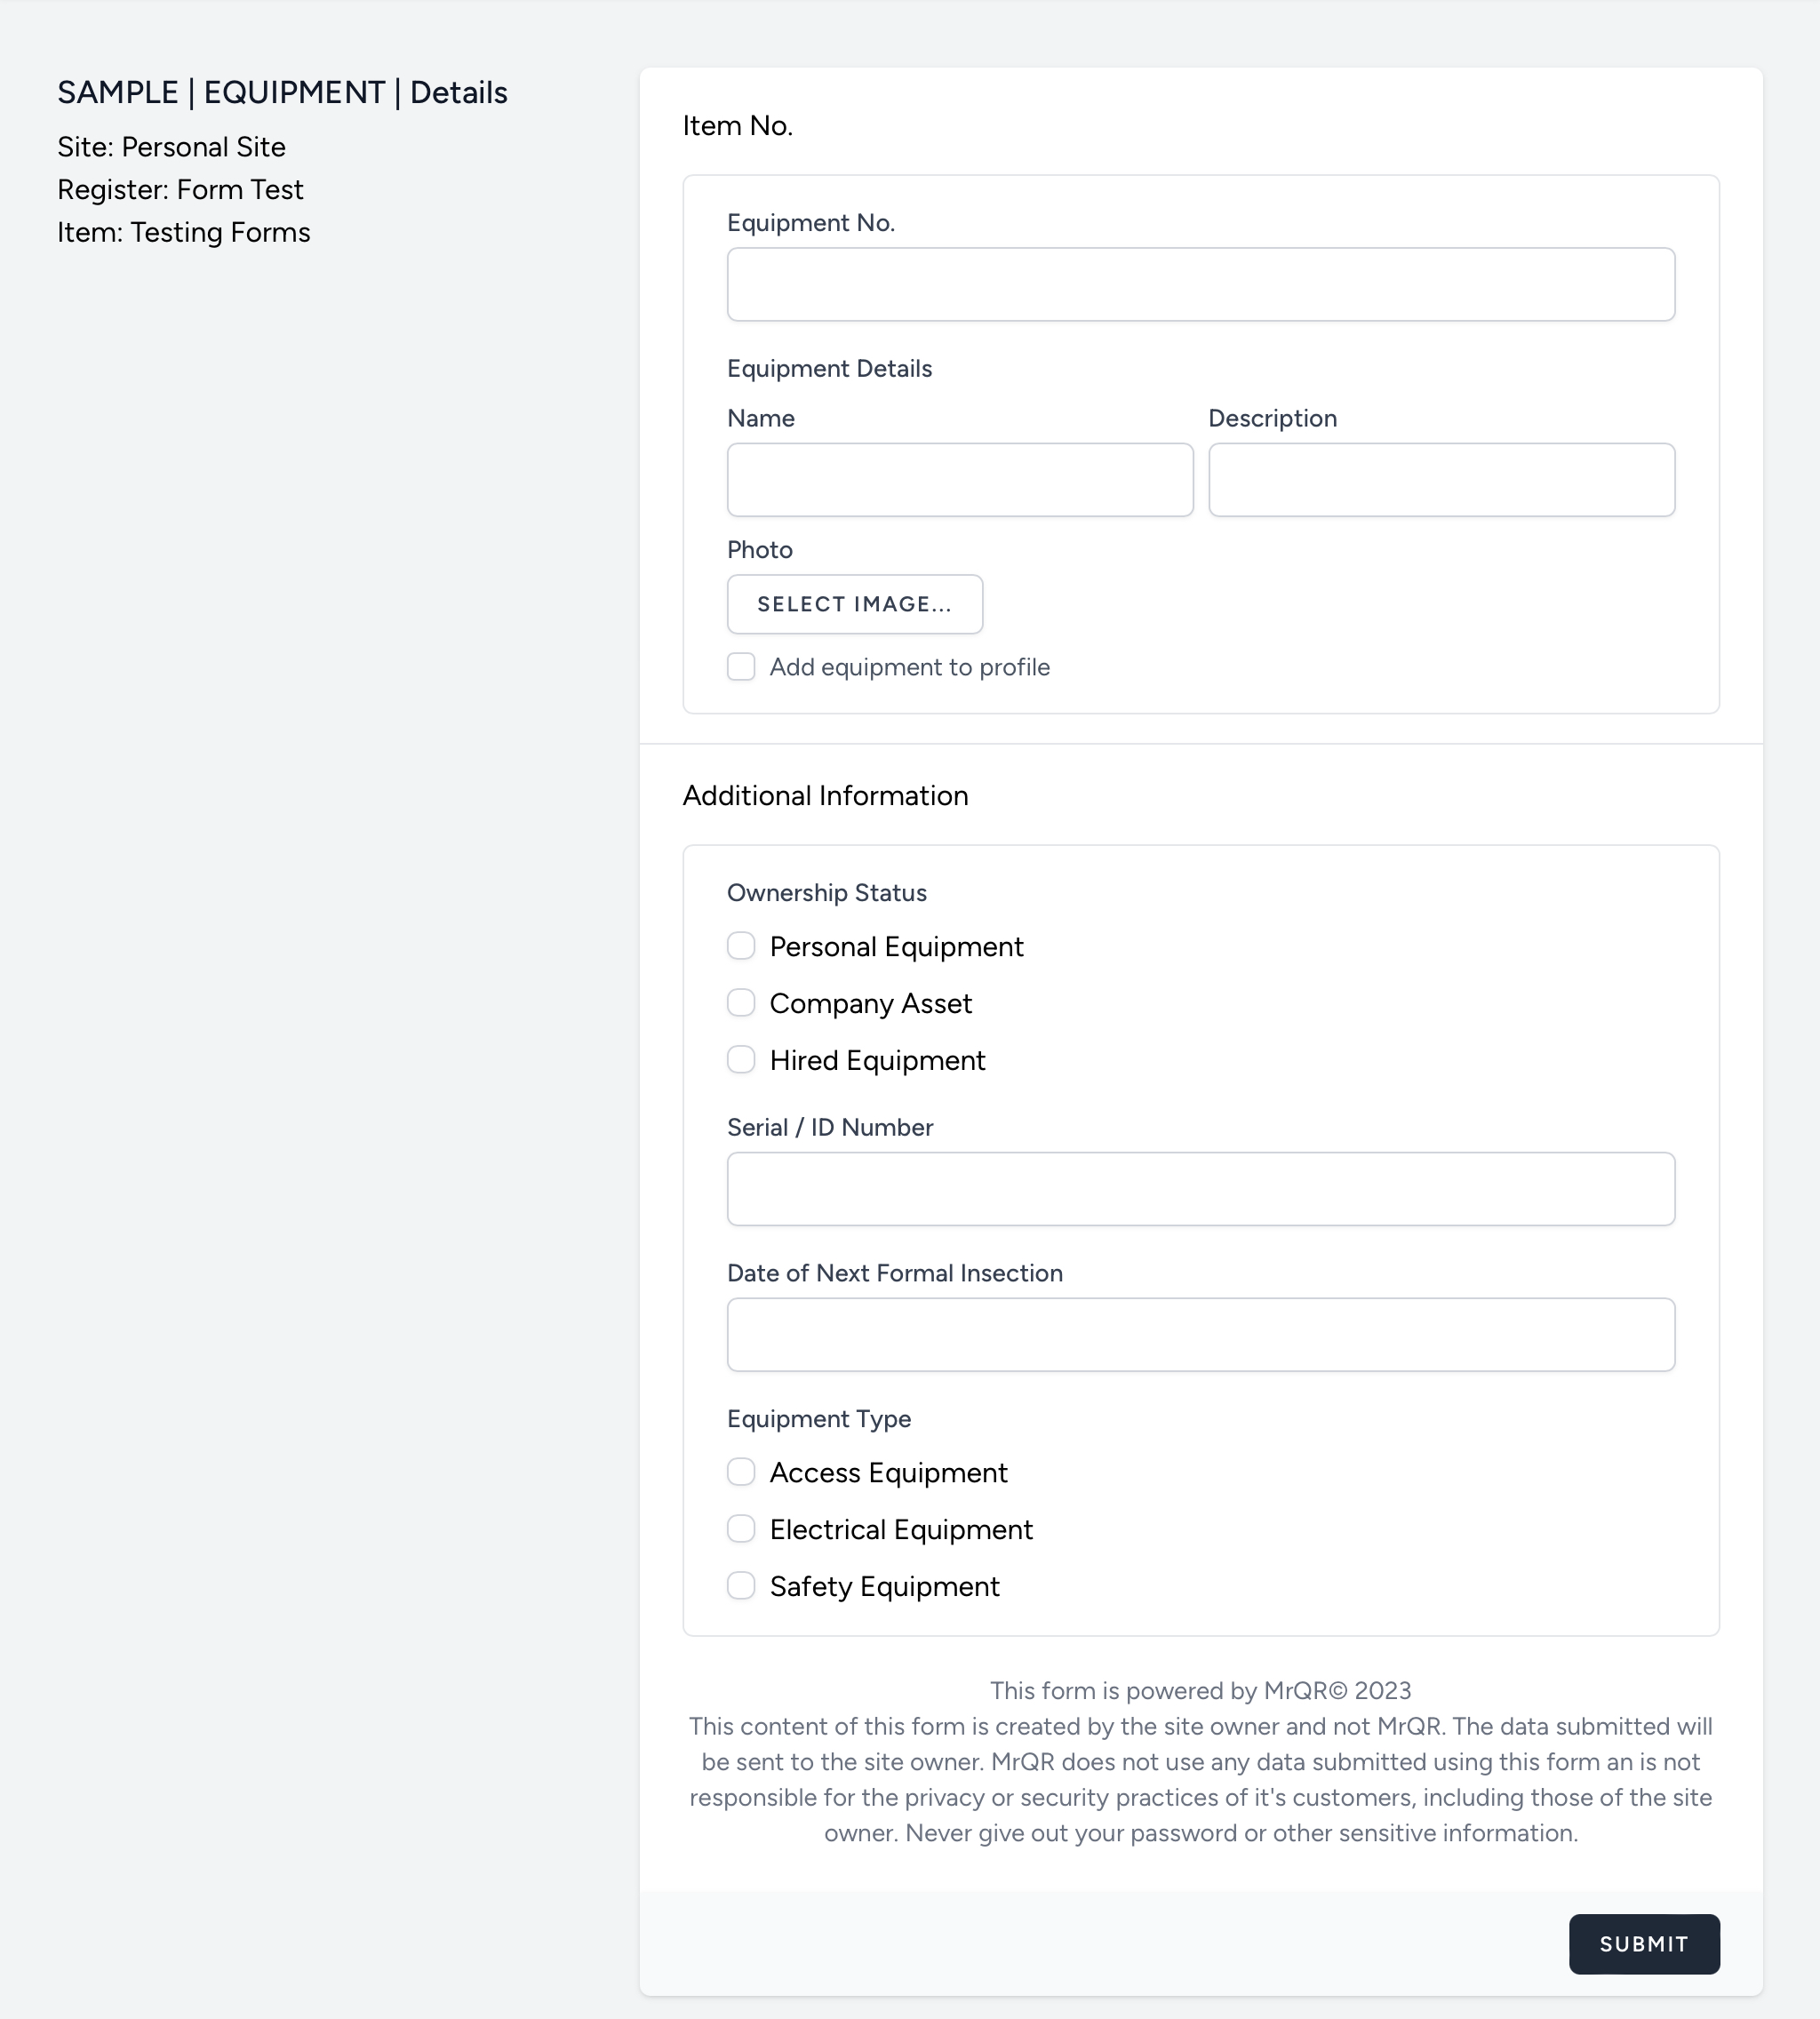 SAMPLE | EQUIPMENT | Details
Site: Personal Site
Register: Form Test
Item: Testing Forms
Item No.
Equipment No.
Equipment Details
Name
Description
Photo
SELECT IMAGE...
Add equipment to profile
Additional Information
Ownership Status
Personal Equipment
Company Asset
Hired Equipment
Serial / ID Number
Date of Next Formal Insection
Equipment Type
Access Equipment
Electrical Equipment
Safety Equipment
This form is powered by MrQR© 2023
This content of this form is created by the site owner and not MrQR. The data submitted will
be sent to the site owner. MrQR does not use any data submitted using this form an is not
responsible for the privacy or security practices of it's customers, including those of the site
owner. Never give out your password or other sensitive information.
SUBMIT